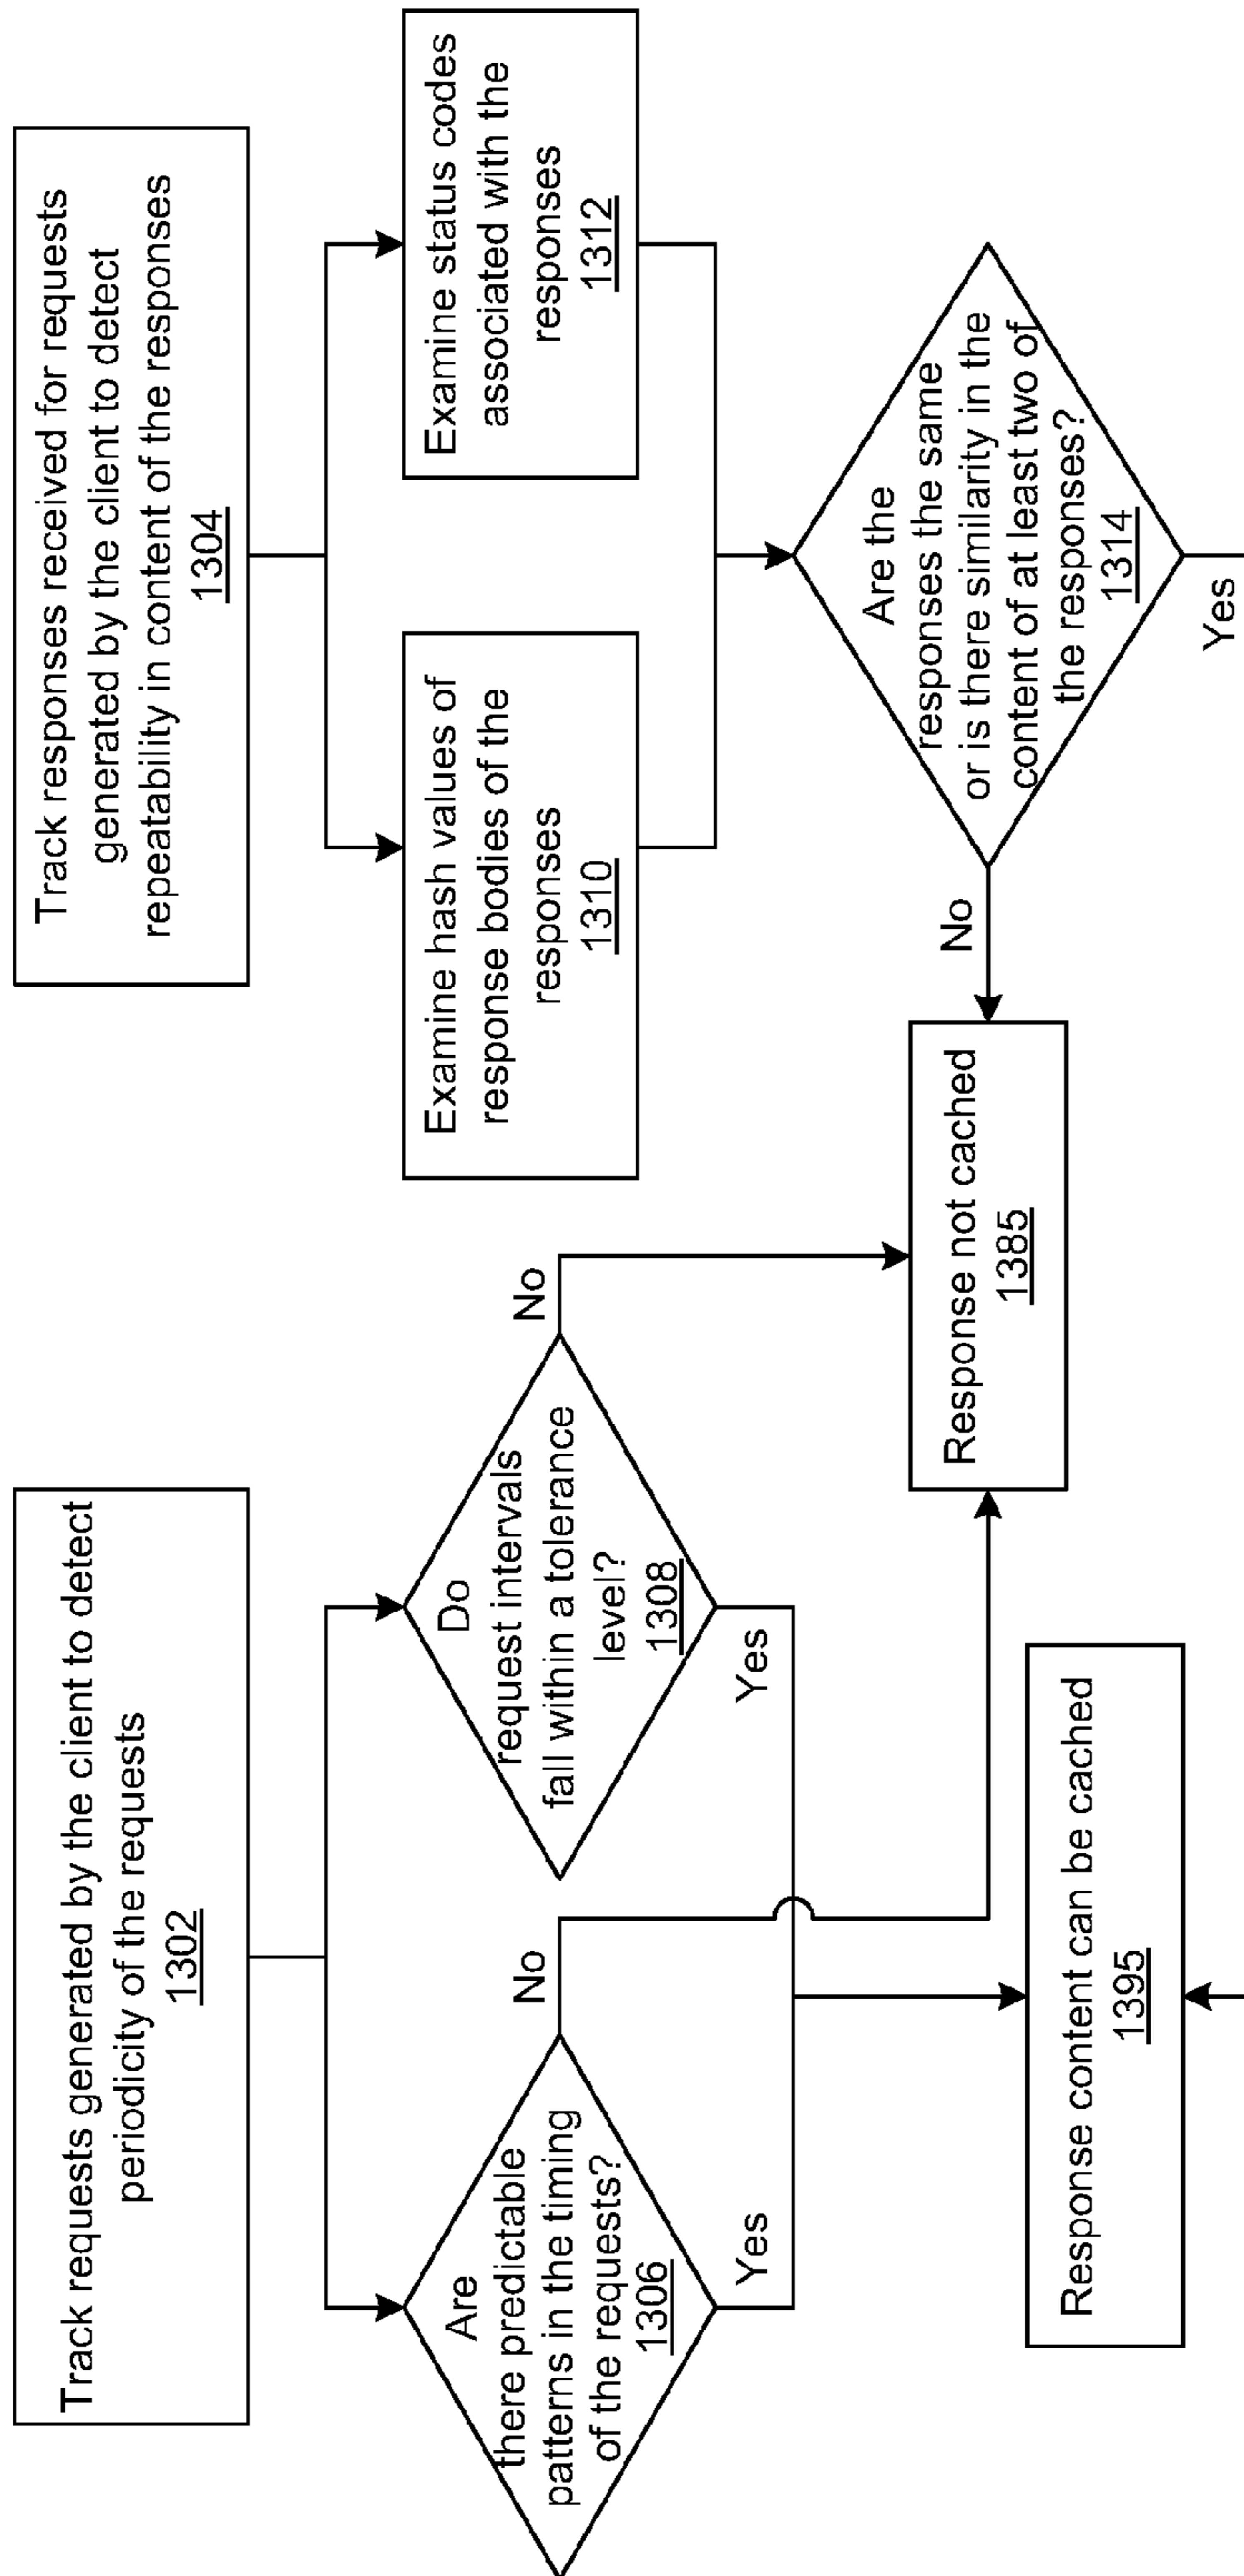 Track requests generated by the client to detect
periodicity of the requests
1302
Are
there predictable
patterns in the timing
of the requests?
1306
No
Yes
Do
request intervals
fall within a tolerance
level?
1308
No
Yes
Response content can be cached
1395
Response not cached
1385
Track responses received for requests
generated by the client to detect
repeatability in content of the responses
1304
Examine hash values of
response bodies of the
responses
1310
Examine status codes
associated with the
responses
1312
Are the
responses the same
or is there similarity in the
content of at least two of
the responses?
1314
No
Yes